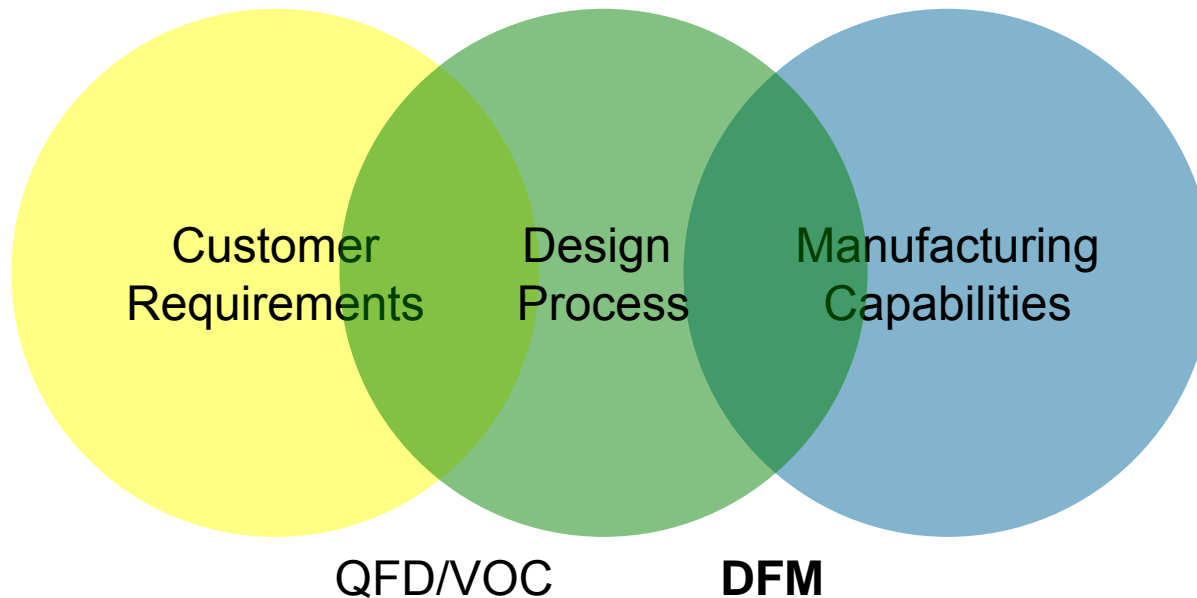 Customer
Requirements
Design
Process
Manufacturing
Capabilities
QFD/VOC
DFM